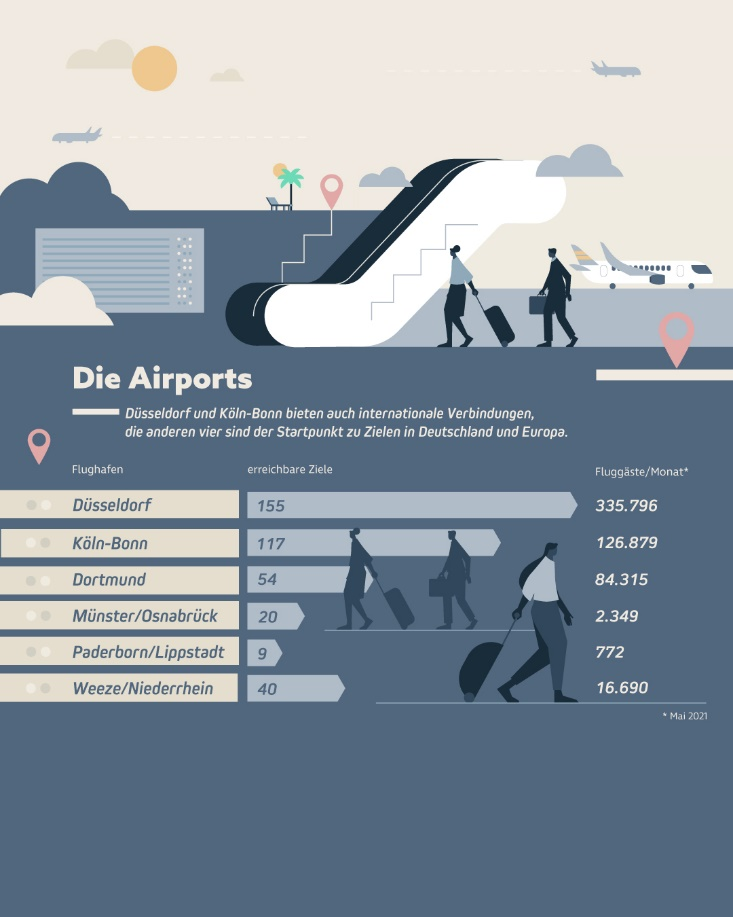 Die Airports
Düsseldorf und Köln-Bonn bieten auch internationale Verbindungen,
die anderen vier sind der Startpunkt zu Zielen in Deutschland und Europa.
Flughafen erreichbare Ziele Fluggäste/Monat*
Düsseldorf 155 335.796
Köln-Bonn 117 126.879
Dortmund 54 84.315
Münster/Osnabrück 20 2.349
Paderborn/Lippstadt 9 772
Weeze/Niederrhein 40 16.690
* Mai 2021